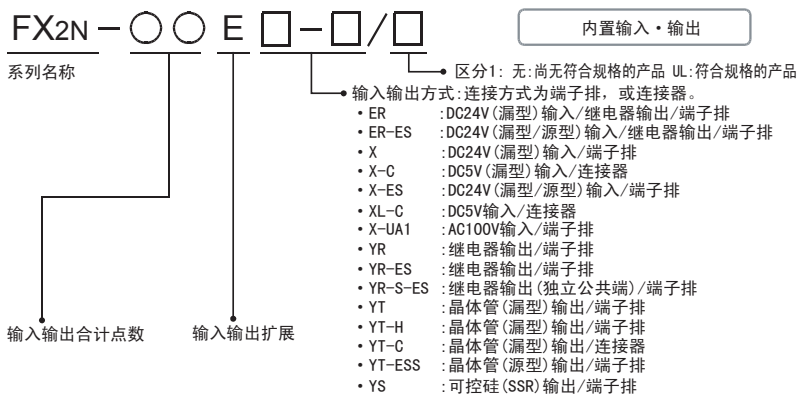 FX2N-○○E□-□/□
内置输入・输出
系列名称
区分1: 无:尚无符合规格的产品 UL:符合规格的产品
输入输出方式:连接方式为端子排，或连接器。
・ER :DC24V(漏型)输入/继电器输出/端子排
・ER-ES :DC24V(漏型/源型)输入/继电器输出/端子排
・X :DC24V(漏型)输入/端子排
・X-C :DC5V(漏型)输入/连接器
・X-ES :DC24V(漏型/源型)输入/端子排
・XL-C :DC5V输入/连接器
・X-UA1 :AC100V输入/端子排
・YR :继电器输出/端子排
・YR-ES :继电器输出/端子排
・YR-S-ES :继电器输出(独立公共端)/端子排
・YT :晶体管(漏型)输出/端子排
・YT-H :晶体管(漏型)输出/端子排
・YT-C :晶体管(漏型)输出/连接器
・YT-ESS :晶体管(源型)输出/端子排
・YS :可控硅(SSR)输出/端子排
输入输出合计点数
输入输出扩展